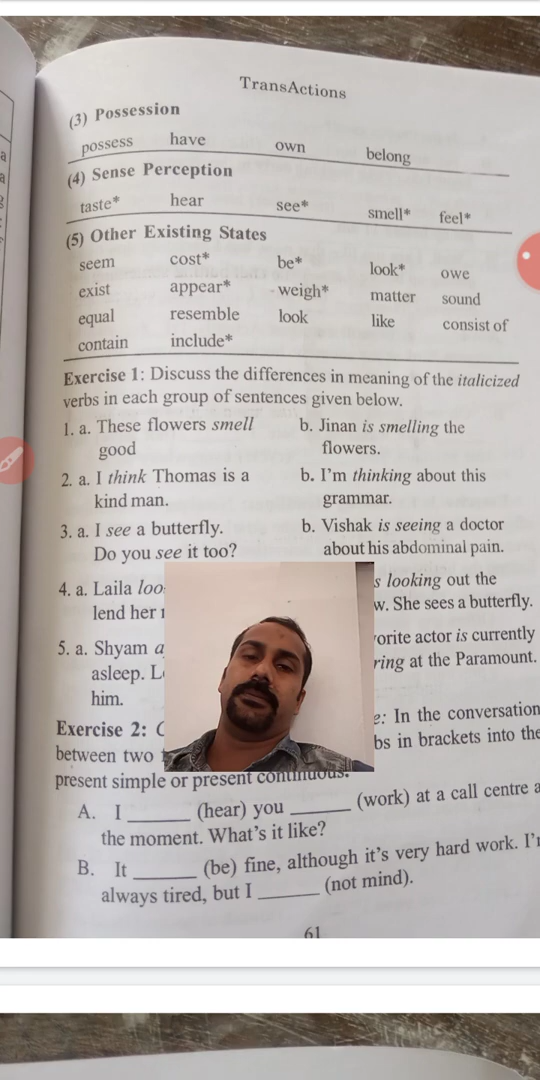 TransActions
(3) Possession
possess have own belong
(4) Sense Perception
taste* hear see* smell* feel*
(5) Other Existing States
seem cost* be* look* owe
exist appear* weigh* matter sound
equal resemble look like consist of
contain include*
Exercise 1: Discuss the differences in meaning of the italicized
verbs in each group of sentences given below.
1. a. These flowers smell
good
b. Jinan is smelling the
flowers.
2. a. I think Thomas is a
kind man.
b. I'm thinking about this
grammar.
3. a. I see a butterfly.
Do you see it too?
b. Vishak is seeing a doctor
about his abdominal pain.
4. a. Laila
lend her
looking out the
She sees a butterfly.
5. a. Shyam
asleep.
him.
actor is currently
at the Paramount.
Exercise 2: In the conversation
between two in brackets into the
present simple or present continuous.
A. I ______ (hear) you ______ (work) at a call centre
the moment. What's it like?
B. It ______ (be) fine, although it's very hard work.
always tired, but I ______ (not mind).
61